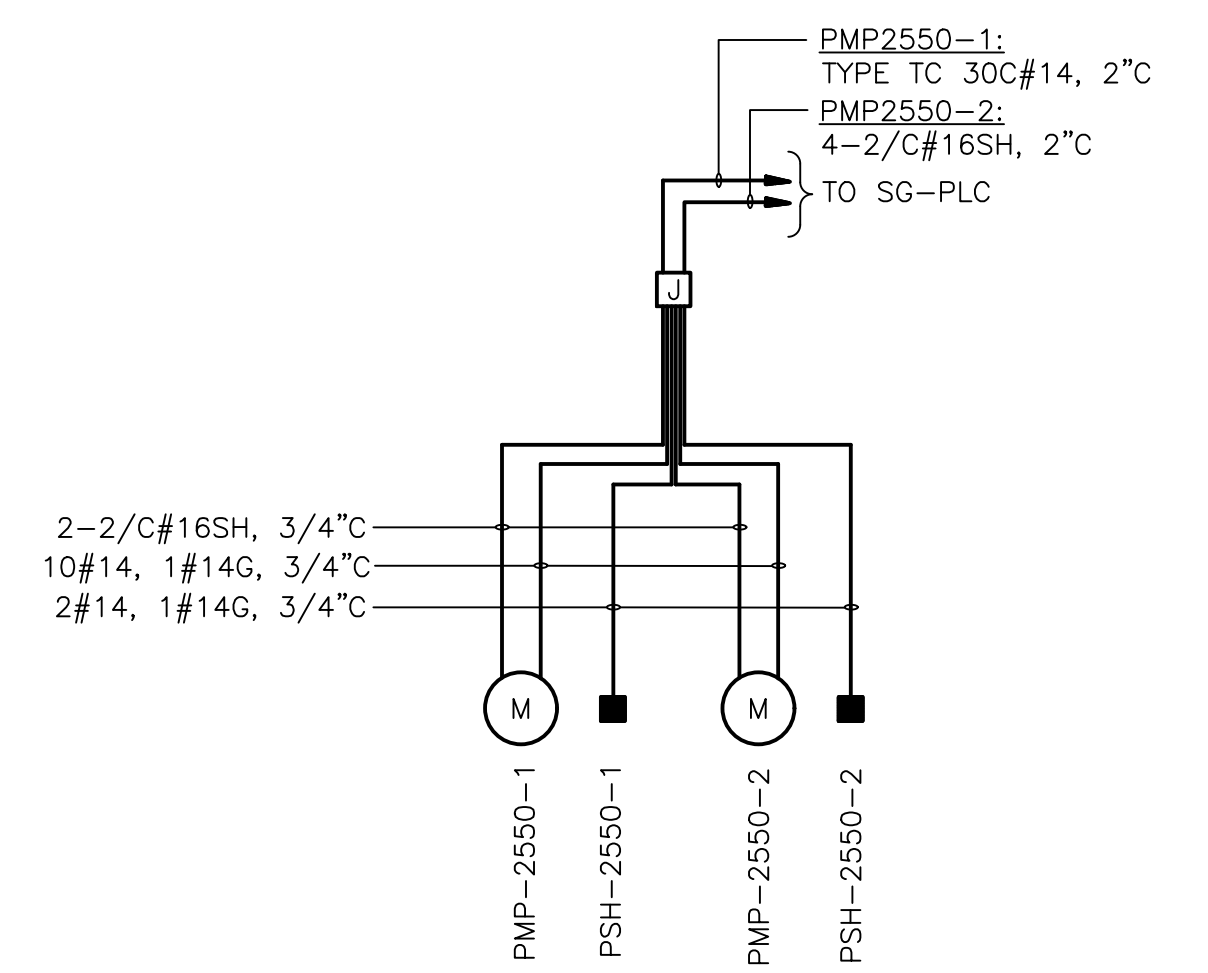 PMP2550-1:
TYPE TC 30C#14, 2"C
PMP2550-2:
4-2/C#16SH, 2"C
TO SG-PLC
J
2-2/C#16SH, 3/4"C
10#14, 1#14G, 3/4"C
2#14, 1#14G, 3/4"C
M
M
PMP-2550-1
PSH-2550-1
PMP-2550-2
PSH-2550-2